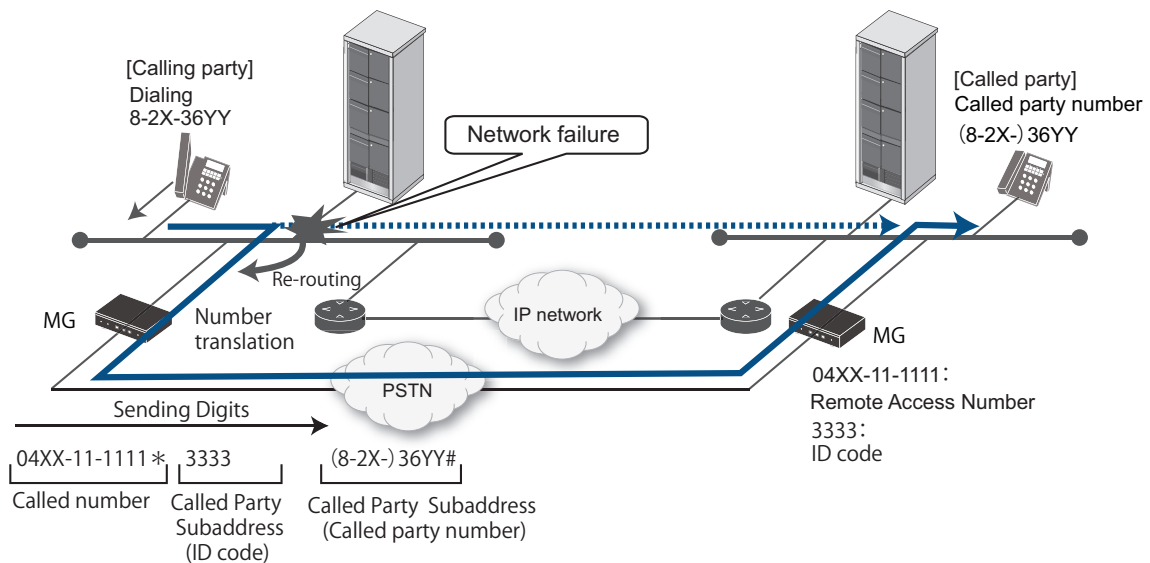 [Calling party]
Dialing
8-2X-36YY
Network failure
[Called party]
Called party number
(8-2X-)36YY
Re-routing
MG
Number
translation
IP network
MG
PSTN
04XX-11-1111:
Remote Access Number
3333:
ID code
Sending Digits
04XX-11-1111* 3333 (8-2X-)36YY#
Called number
Called Party
Subaddress
(ID code)
Called Party Subaddress
(Called party number)